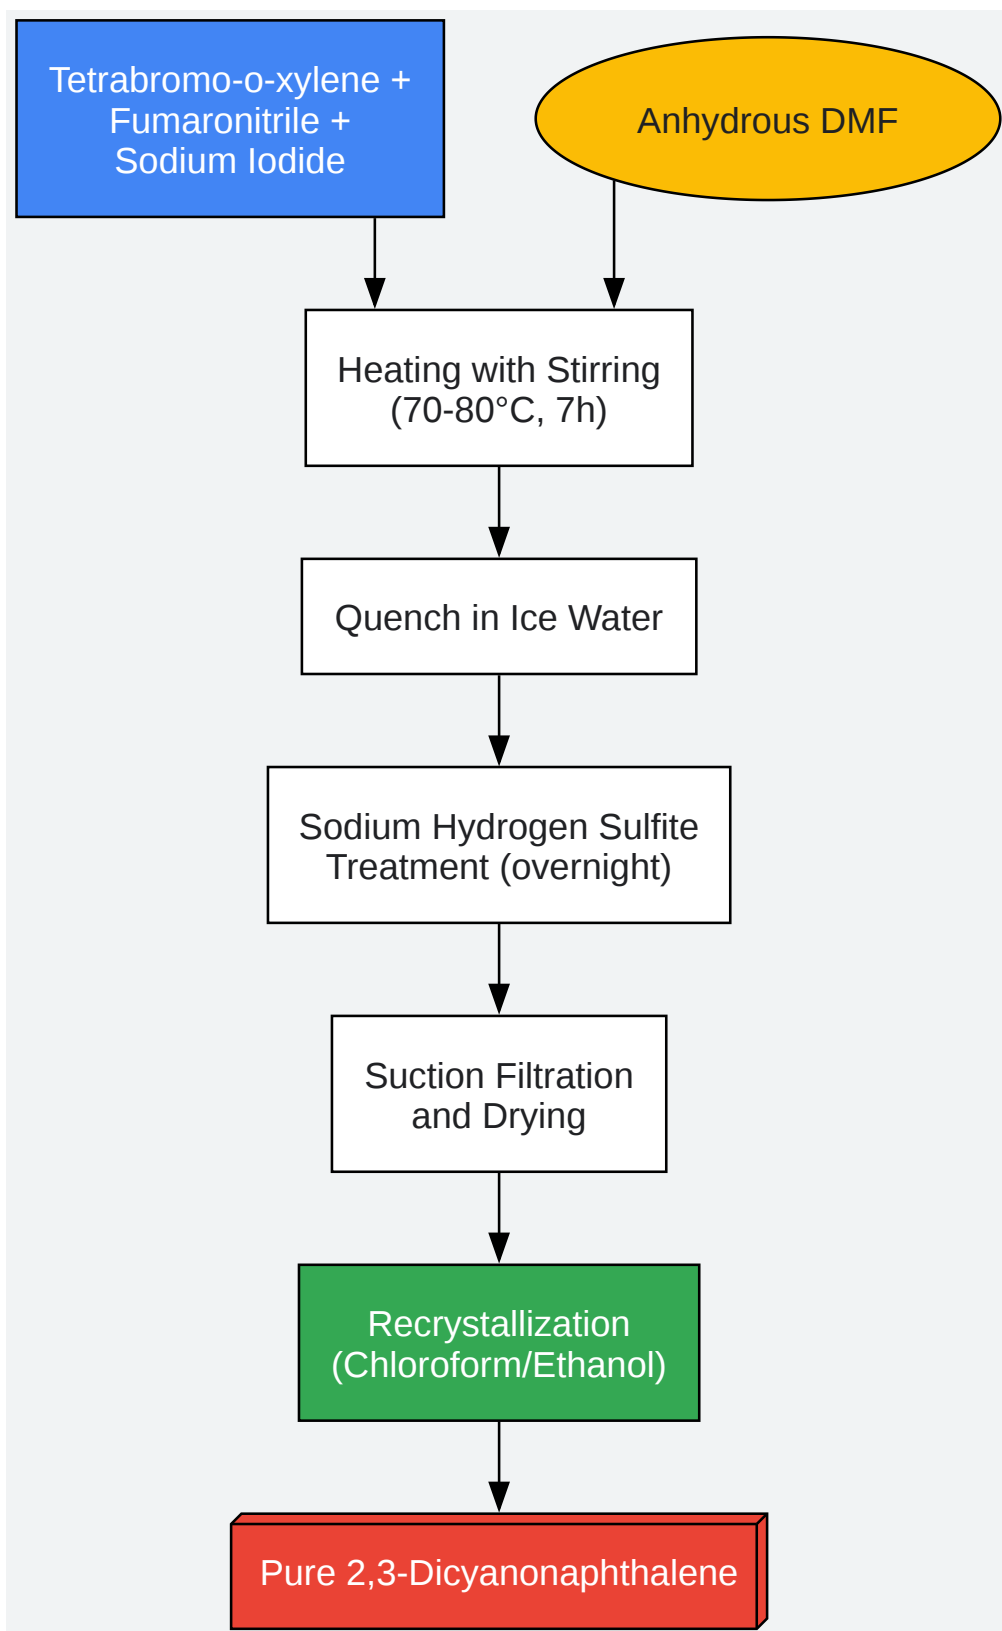 Tetrabromo-o-xylene +
Fumaronitrile +
Sodium Iodide
Anhydrous DMF
Heating with Stirring
(70-80°C, 7h)
Quench in Ice Water
Sodium Hydrogen Sulfite
Treatment (overnight)
Suction Filtration
and Drying
Recrystallization
(Chloroform/Ethanol)
Pure 2,3-Dicyanonaphthalene